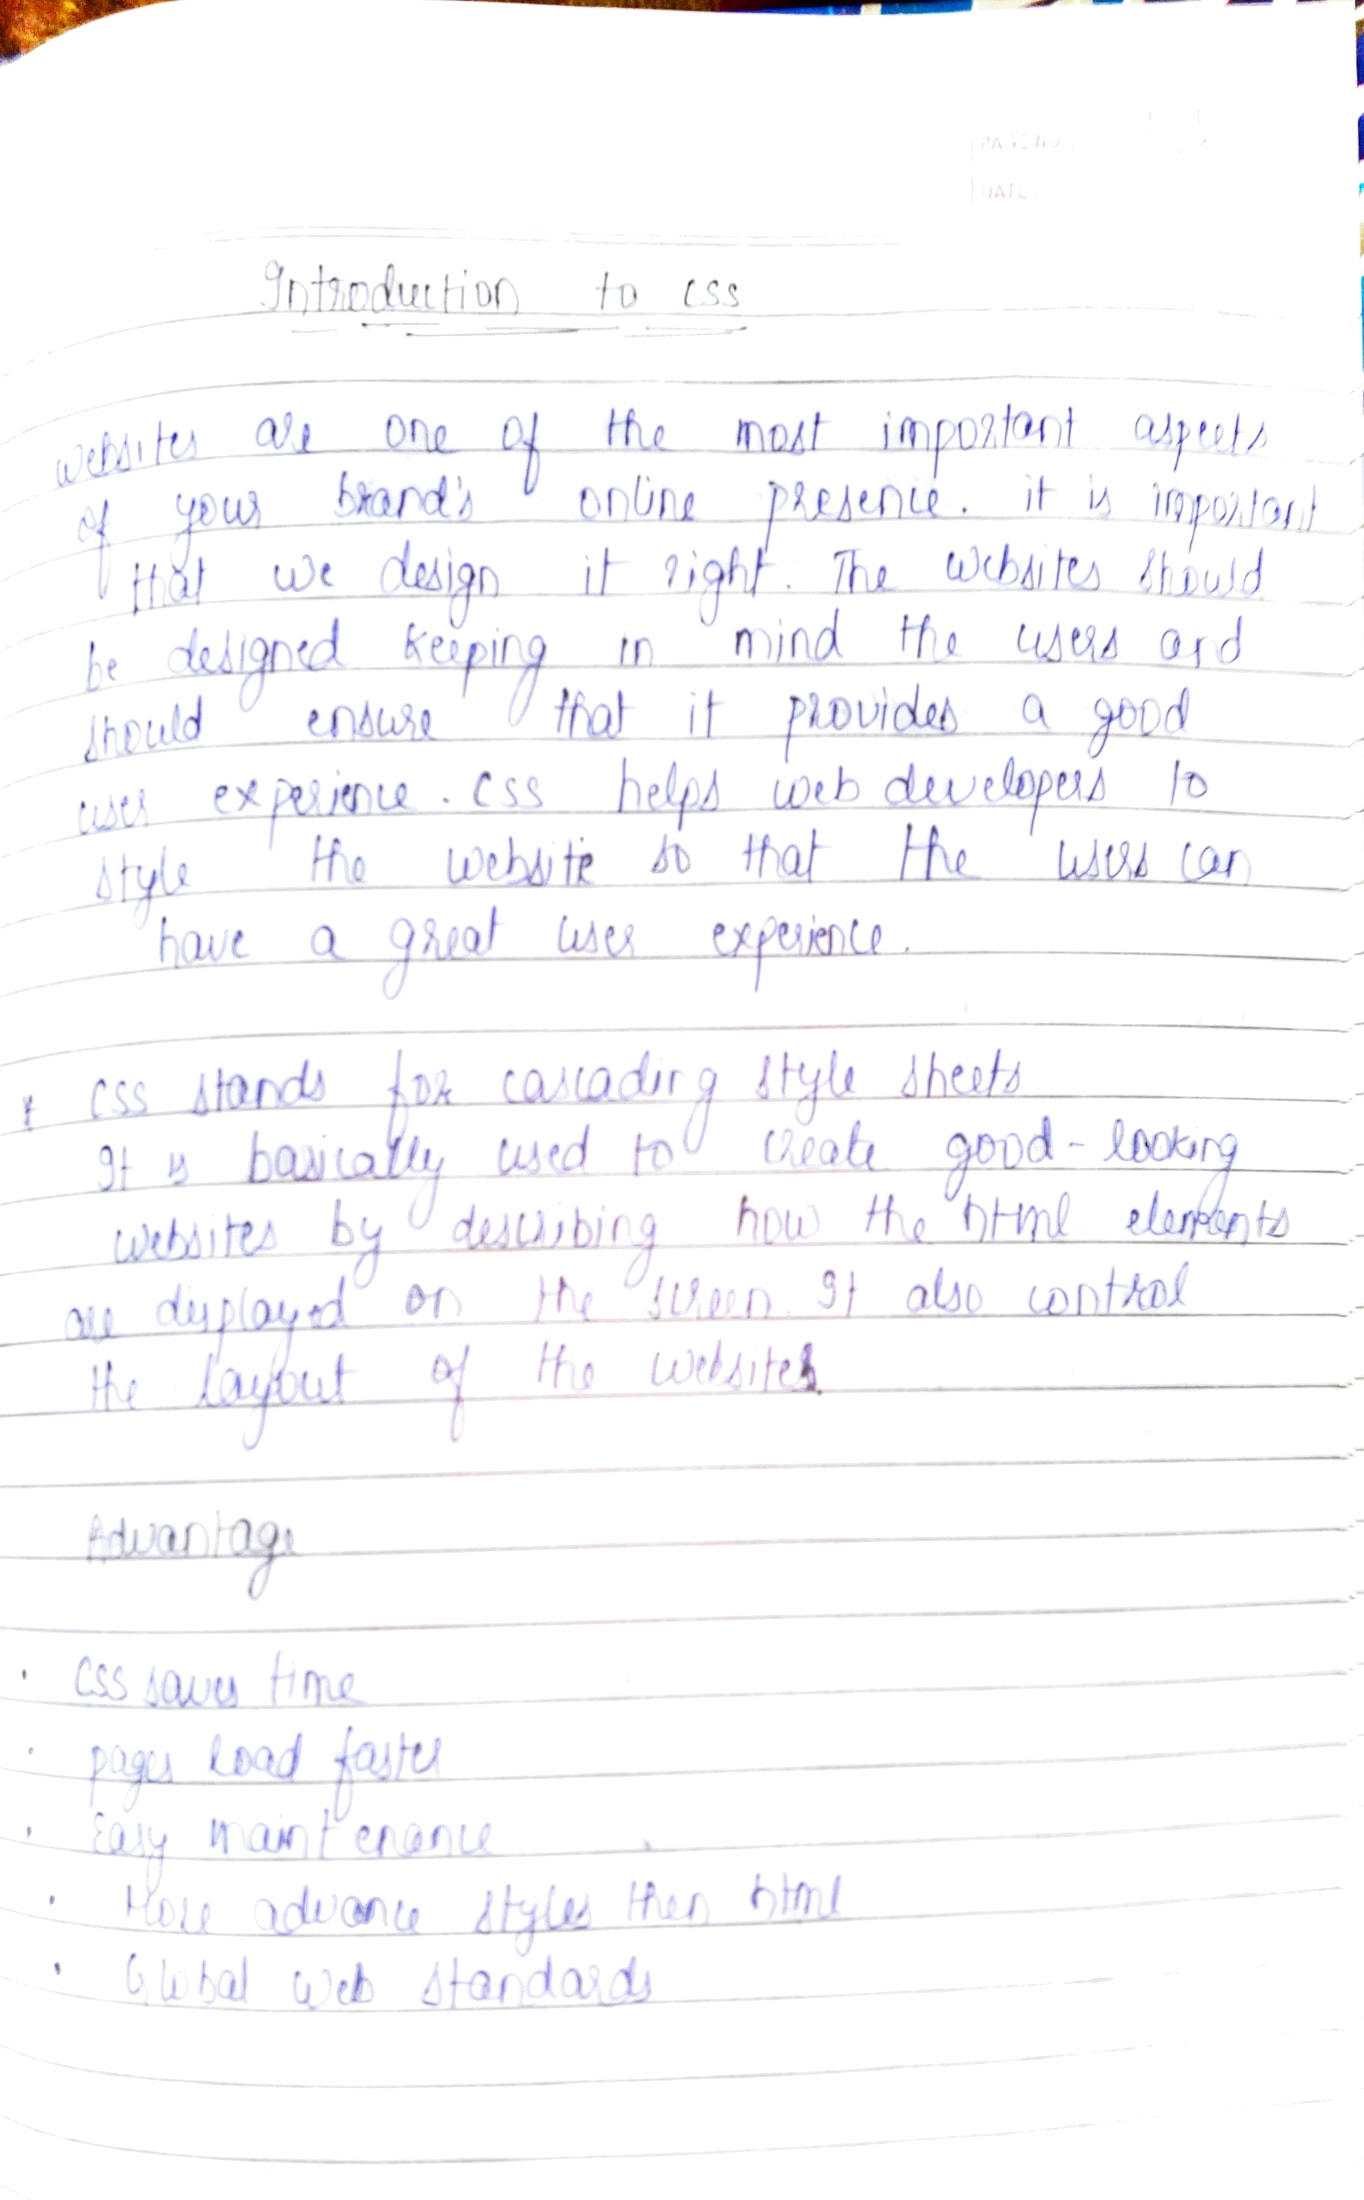 PAGE NO.
DATE
Introduction to css
websites are one of the most important aspects
of your brand's online presence. it is important
that we design it right. The websites should
be designed keeping in mind the users and
should ensure that it provides a good
user experience. CSS helps web developers to
style the website so that the users can
have a great user experience.
CSS stands for cascading style sheets
It is basically used to create good-looking
websites by describing how the html elements
are displayed on the screen. It also control
the layout of the websites.
Advantage
• CSS saves time
• pages load faster
• Easy maintenance
• More advance styles then html
• Global web standards